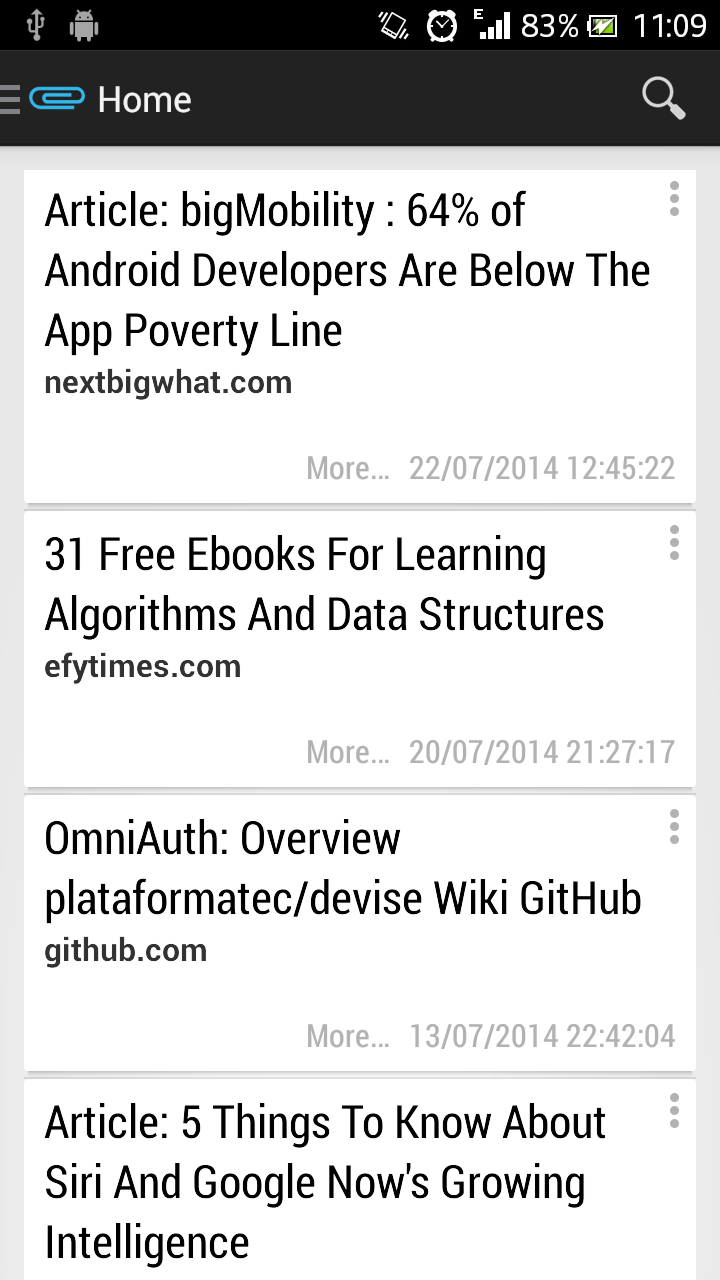 E 83% 11:09
Home
Article: bigMobility : 64% of
Android Developers Are Below The
App Poverty Line
nextbigwhat.com
More... 22/07/2014 12:45:22
31 Free Ebooks For Learning
Algorithms And Data Structures
efytimes.com
More... 20/07/2014 21:27:17
OmniAuth: Overview
plataformatec/devise Wiki GitHub
github.com
More... 13/07/2014 22:42:04
Article: 5 Things To Know About
Siri And Google Now's Growing
Intelligence